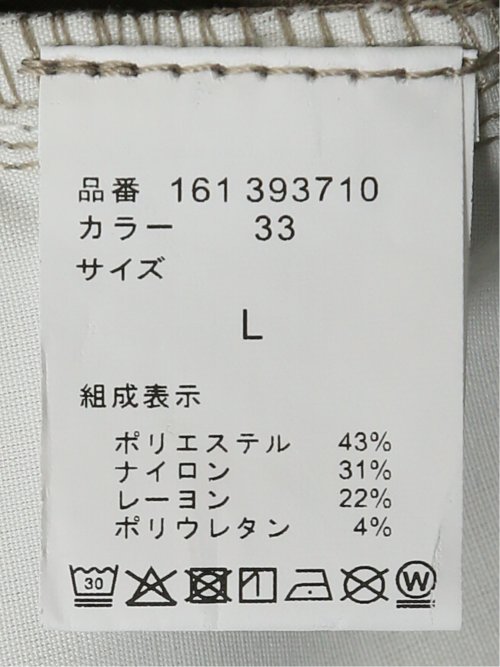 品番 161 393710
カラー 33
サイズ
L
組成表示
ポリエステル 43%
ナイロン 31%
レーヨン 22%
ポリウレタン 4%
30 W